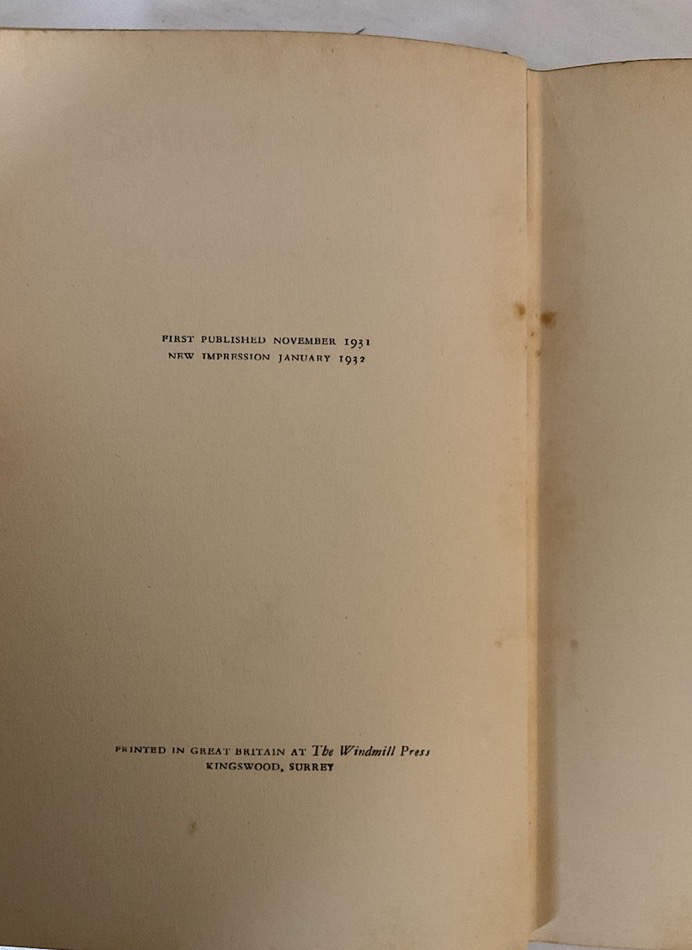 FIRST PUBLISHED NOVEMBER 1931
NEW IMPRESSION JANUARY 1932
PRINTED IN GREAT BRITAIN AT The Windmill Press
KINGSWOOD, SURREY